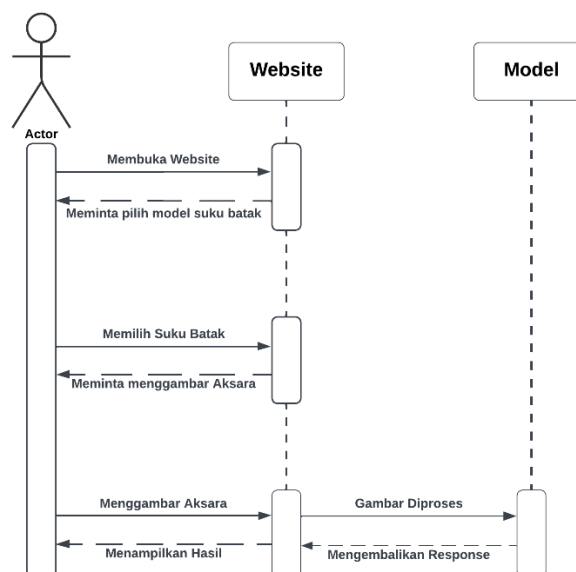 Website
Model
Actor
Membuka Website
Meminta pilih model suku batak
Memilih Suku Batak
Meminta menggambar Aksara
Menggambar Aksara
Gambar Diproses
Menampilkan Hasil
Mengembalikan Response